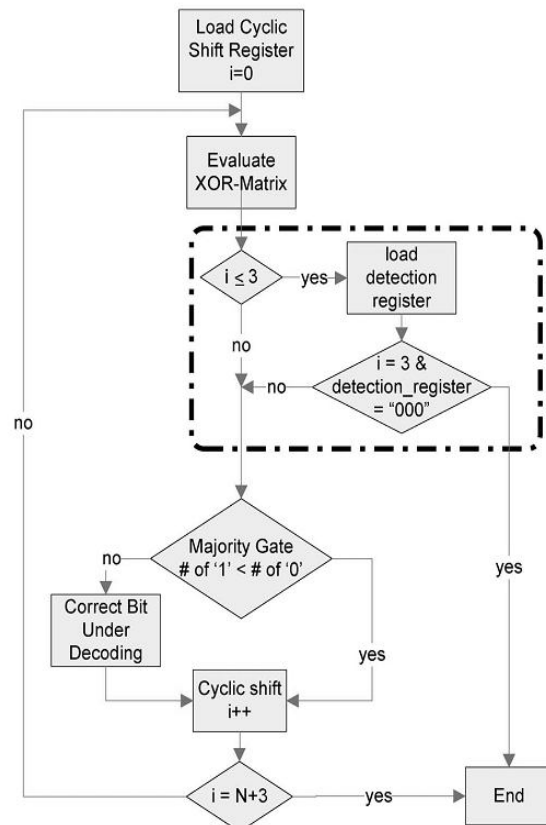 Load Cyclic
Shift Register
i=0
Evaluate
XOR-Matrix
i ≤ 3
yes
load
detection
register
no
i = 3 &
detection_register
= “000”
no
no
yes
Majority Gate
# of ‘1’ < # of ‘0’
no
Correct Bit
Under
Decoding
yes
Cyclic shift
i++
i = N+3
yes
End